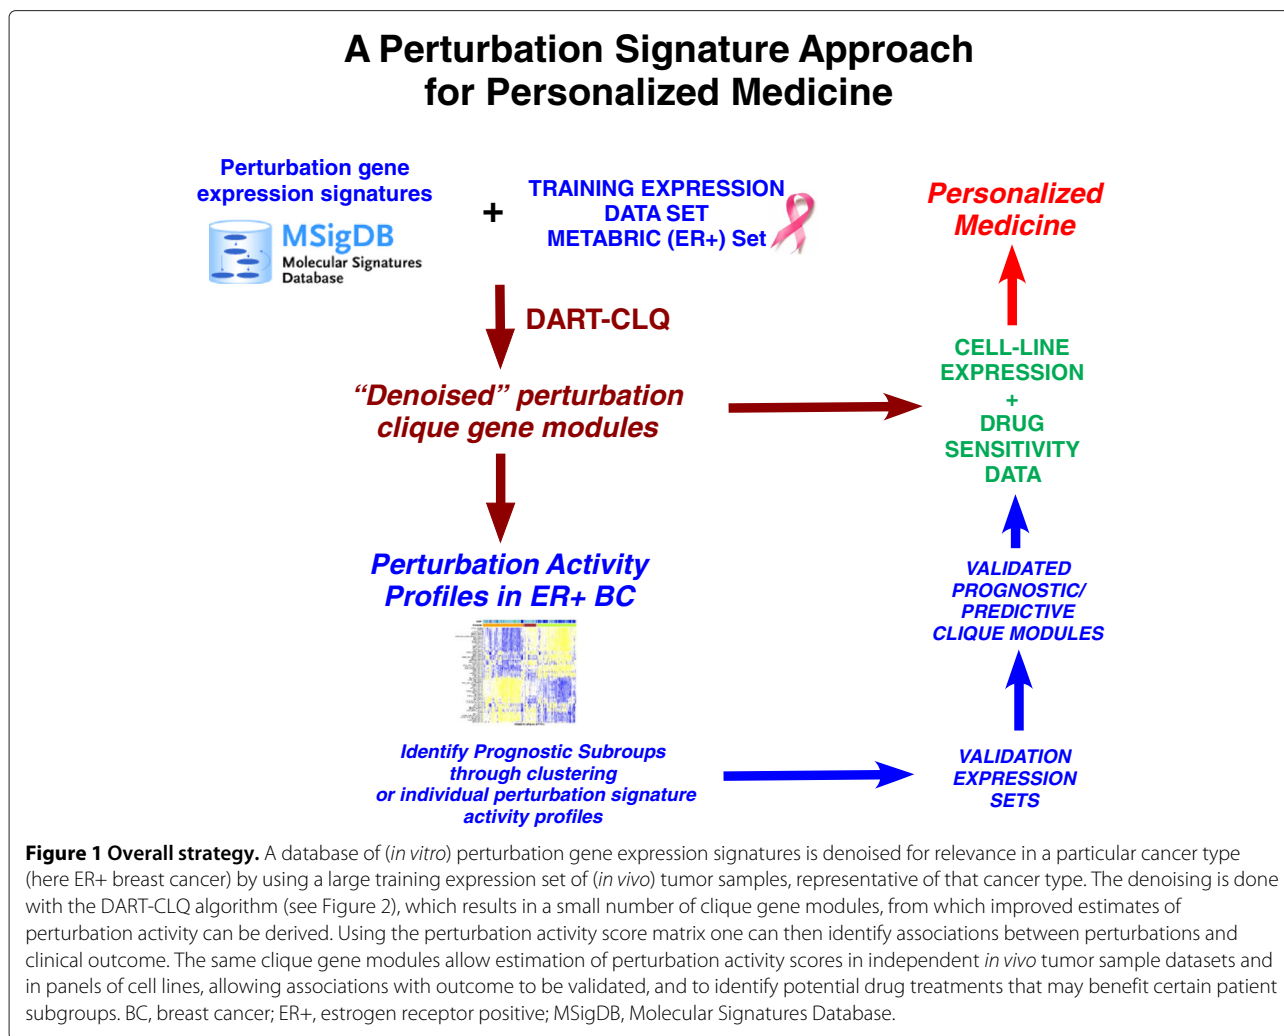 A Perturbation Signature Approach
for Personalized Medicine
Perturbation gene
expression signatures
MSigDB
Molecular Signatures
Database
+
TRAINING EXPRESSION
DATA SET
METABRIC (ER+) Set
DART-CLQ
“Denoised” perturbation
clique gene modules
Perturbation Activity
Profiles in ER+ BC
Identify Prognostic Subroups
through clustering
or individual perturbation signature
activity profiles
VALIDATION
EXPRESSION
SETS
VALIDATED
PROGNOSTIC/
PREDICTIVE
CLIQUE MODULES
CELL-LINE
EXPRESSION
+
DRUG
SENSITIVITY
DATA
Personalized
Medicine
Figure 1 Overall strategy. A database of (in vitro) perturbation gene expression signatures is denoised for relevance in a particular cancer type
(here ER+ breast cancer) by using a large training expression set of (in vivo) tumor samples, representative of that cancer type. The denoising is done
with the DART-CLQ algorithm (see Figure 2), which results in a small number of clique gene modules, from which improved estimates of
perturbation activity can be derived. Using the perturbation activity score matrix one can then identify associations between perturbations and
clinical outcome. The same clique gene modules allow estimation of perturbation activity scores in independent in vivo tumor sample datasets and
in panels of cell lines, allowing associations with outcome to be validated, and to identify potential drug treatments that may benefit certain patient
subgroups. BC, breast cancer; ER+, estrogen receptor positive; MSigDB, Molecular Signatures Database.